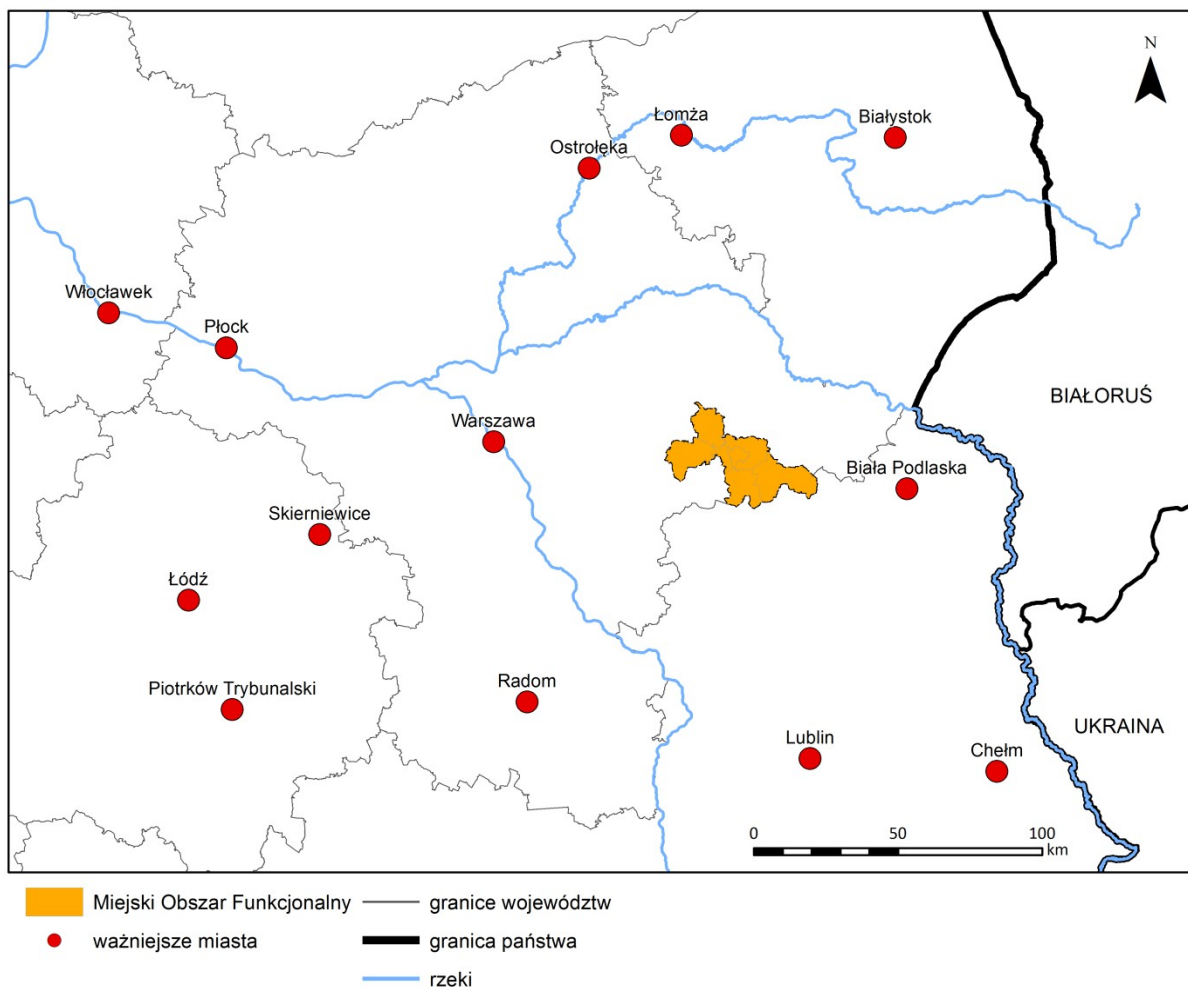 N
Łomża
Białystok
Ostrołęka
Włocławek
Płock
BIAŁORUŚ
Warszawa
Biała Podlaska
Skierniewice
Łódź
Piotrków Trybunalski
Radom
UKRAINA
Lublin
Chełm
0 50 100
km
Miejski Obszar Funkcjonalny
granice województw
ważniejsze miasta
granica państwa
rzeki